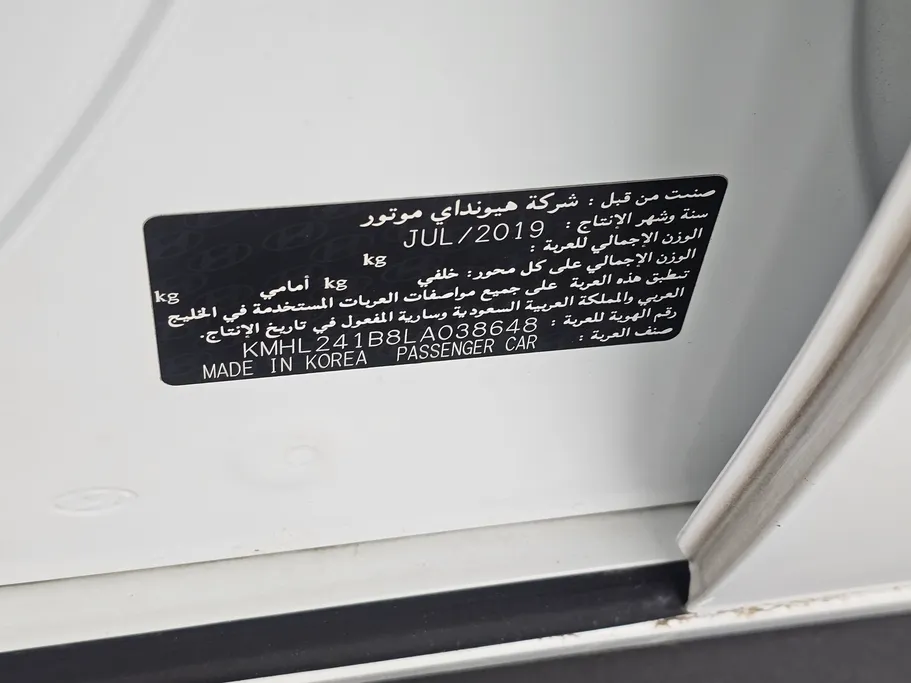 صنعت من قبل : شركة هيونداي موتور
سنة وشهر الإنتاج : JUL/2019
الوزن الإجمالي للعربة : kg
الوزن الإجمالي على كل محور: خلفي kg أمامي kg
تنطبق هذه العربة على جميع مواصفات العربات المستخدمة في الخليج
العربي والمملكة العربية السعودية وسارية المفعول في تاريخ الإنتاج.
رقم الهوية للعربة : KMHL241B8LA038648
صنف العربة : PASSENGER CAR MADE IN KOREA